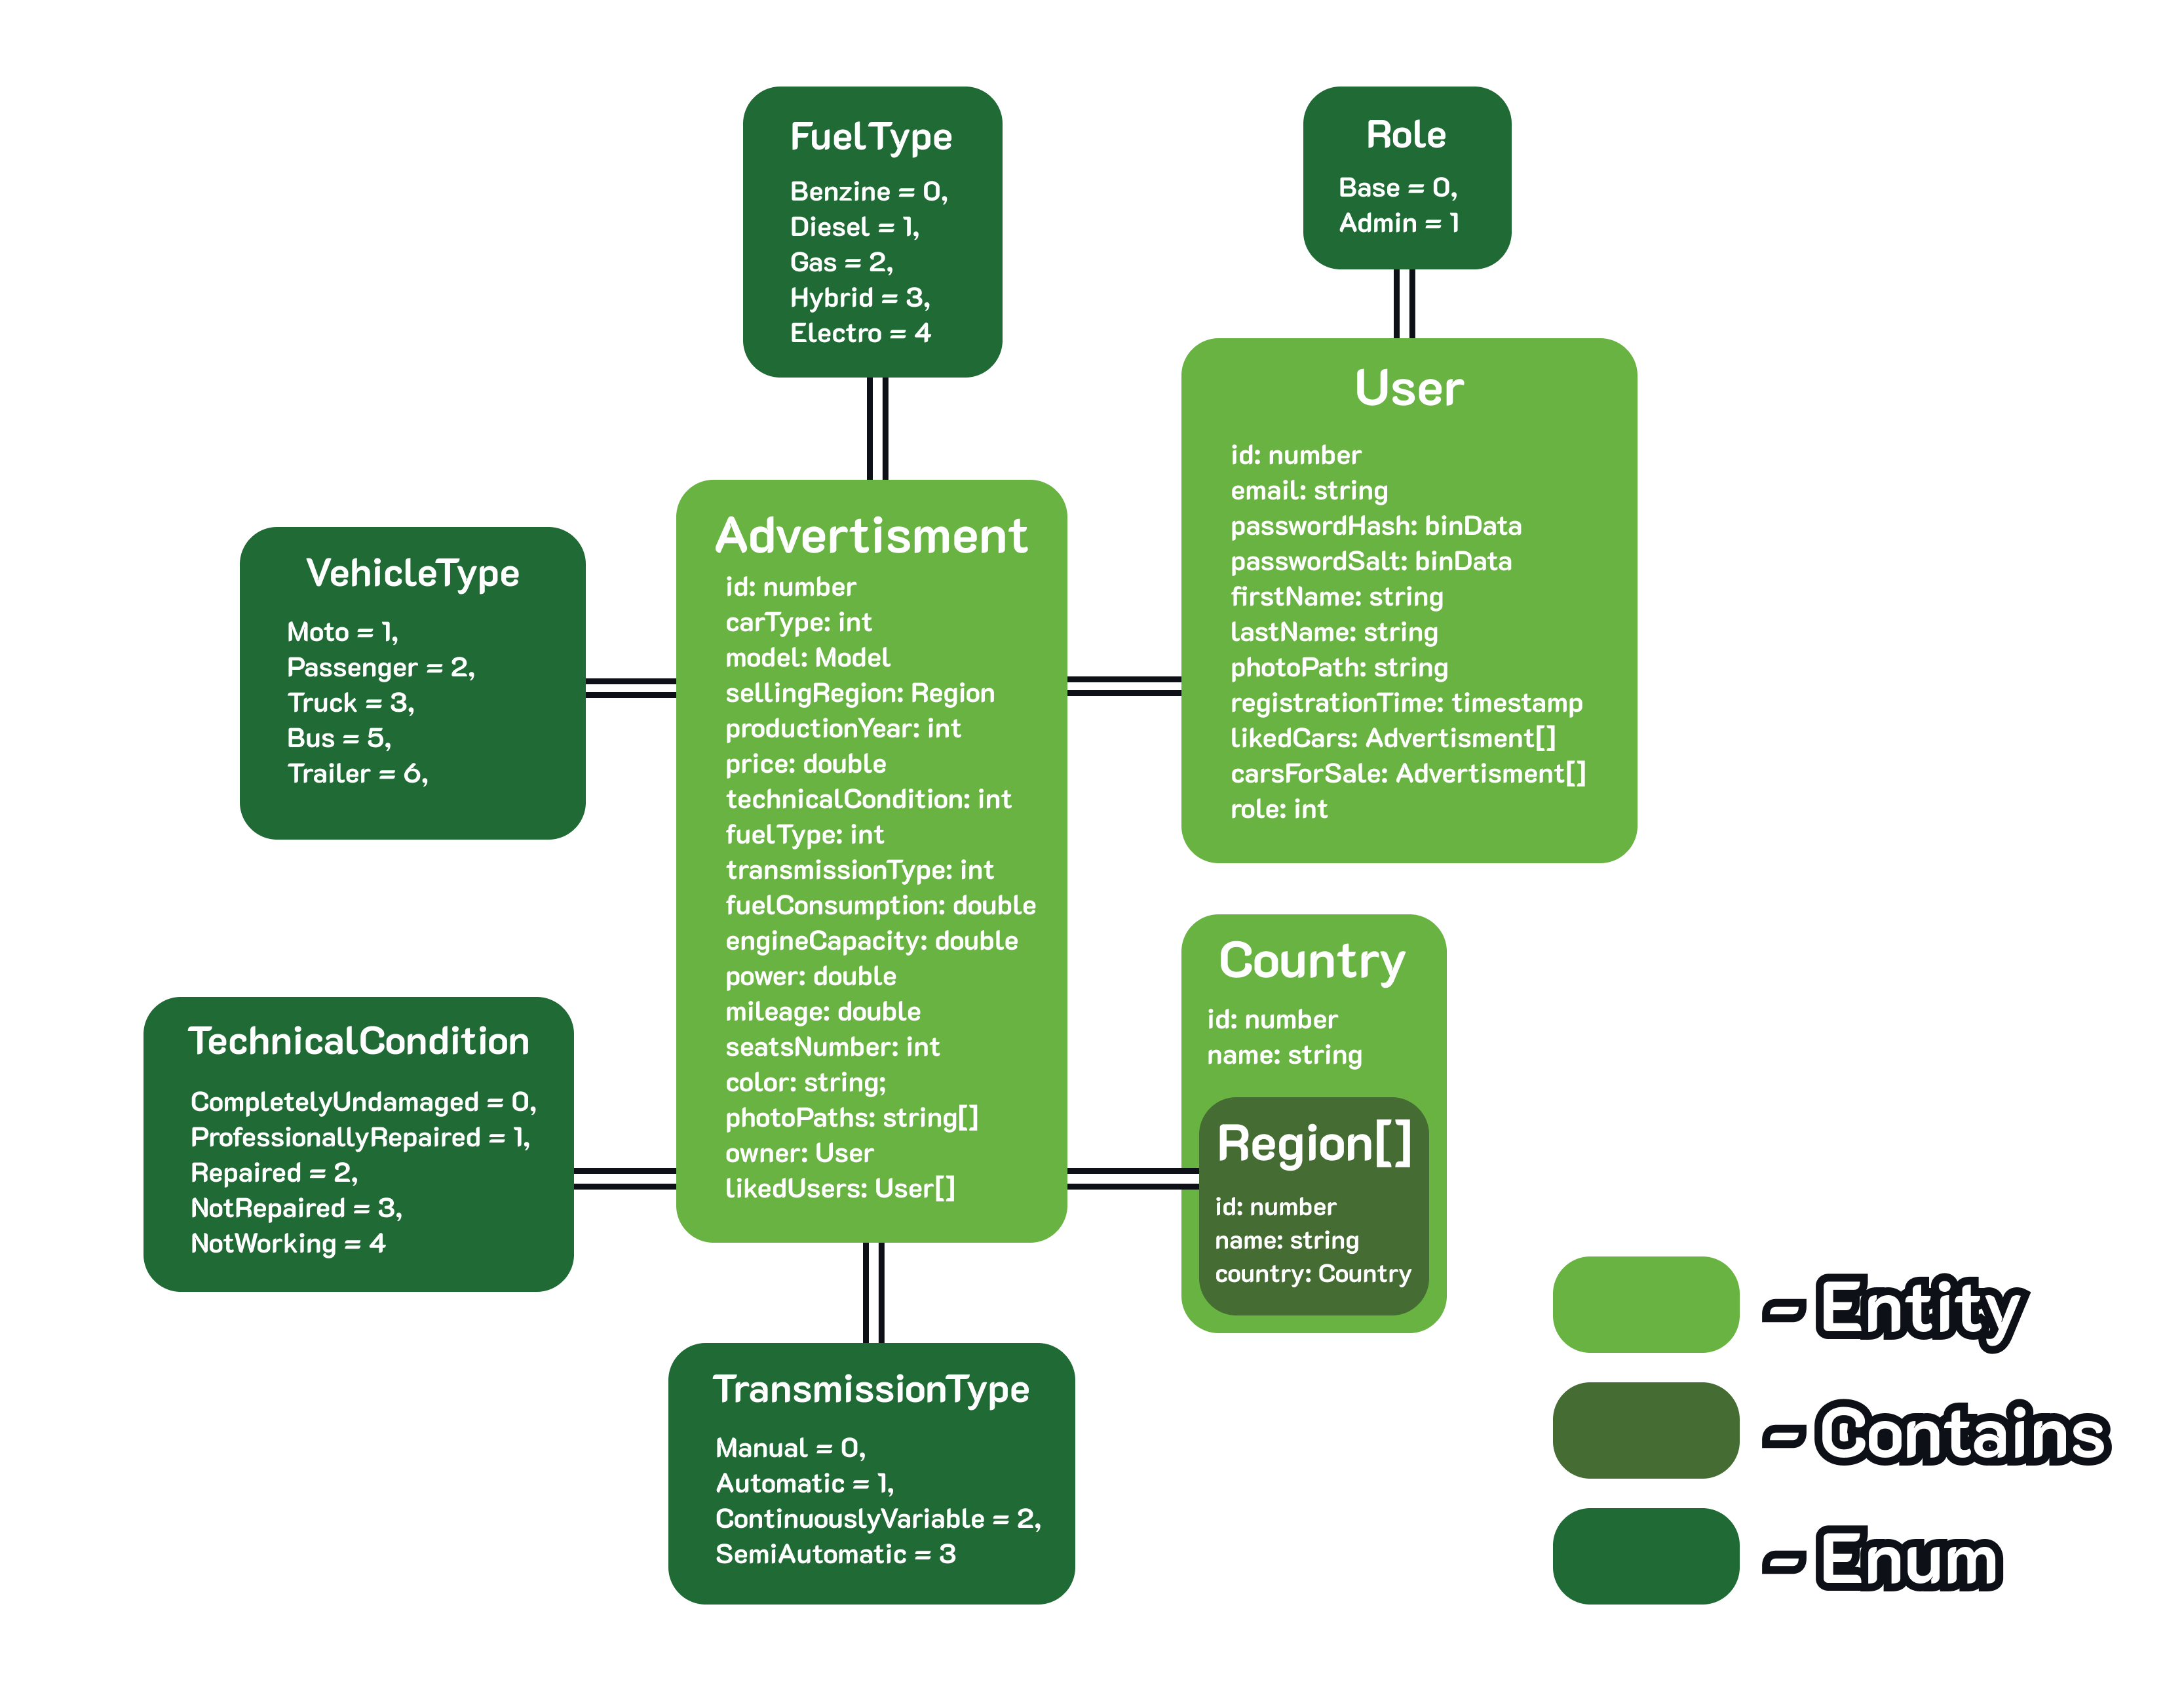 FuelType
Benzine = 0,
Diesel = 1,
Gas = 2,
Hybrid = 3,
Electro = 4
Role
Base = 0,
Admin = 1
User
id: number
email: string
passwordHash: binData
passwordSalt: binData
firstName: string
lastName: string
photoPath: string
registrationTime: timestamp
likedCars: Advertisment[]
carsForSale: Advertisment[]
role: int
Advertisment
id: number
carType: int
model: Model
sellingRegion: Region
productionYear: int
price: double
technicalCondition: int
fuelType: int
transmissionType: int
fuelConsumption: double
engineCapacity: double
power: double
mileage: double
seatsNumber: int
color: string;
photoPaths: string[]
owner: User
likedUsers: User[]
VehicleType
Moto = 1,
Passenger = 2,
Truck = 3,
Bus = 5,
Trailer = 6,
TechnicalCondition
CompletelyUndamaged = 0,
ProfessionallyRepaired = 1,
Repaired = 2,
NotRepaired = 3,
NotWorking = 4
Country
id: number
name: string
Region[]
id: number
name: string
country: Country
TransmissionType
Manual = 0,
Automatic = 1,
ContinuouslyVariable = 2,
SemiAutomatic = 3
- Entity
- Contains
- Enum